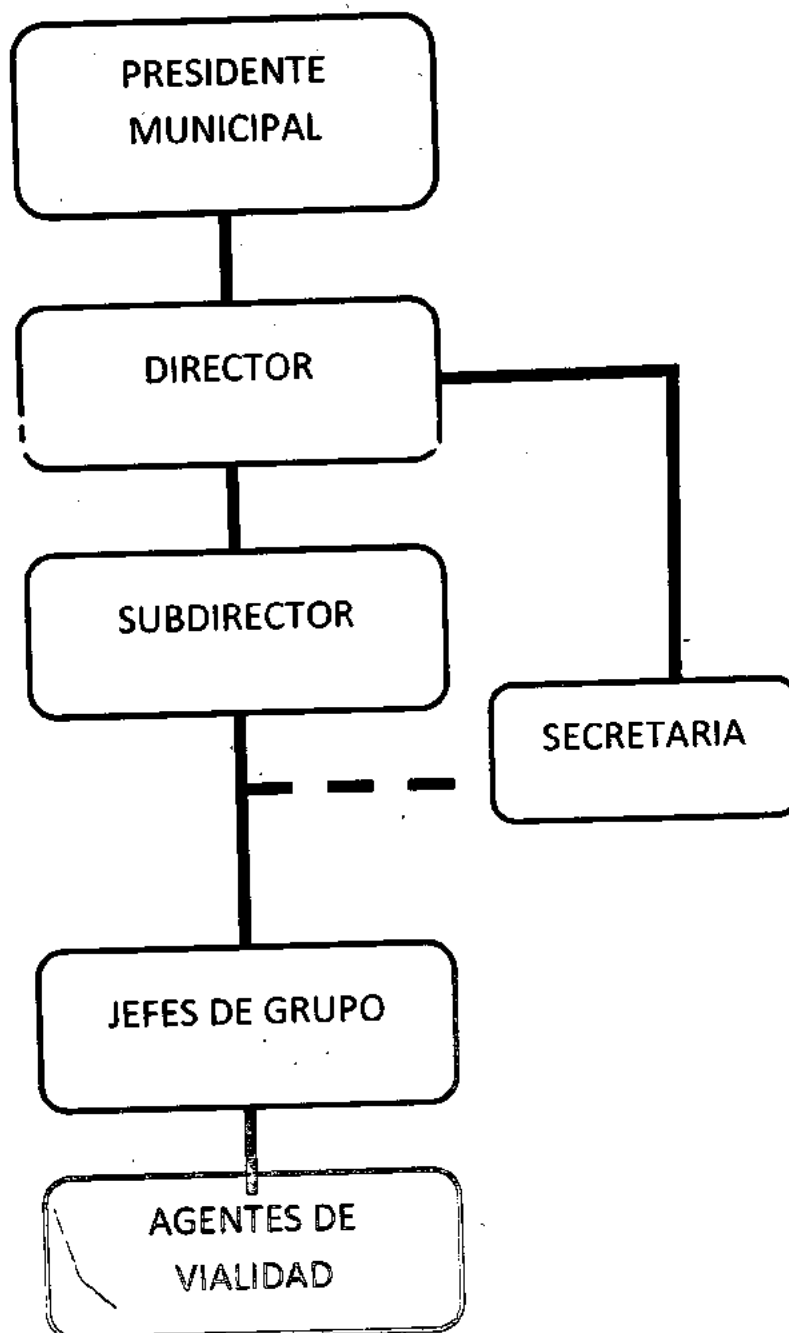 PRESIDENTE
MUNICIPAL
DIRECTOR
SUBDIRECTOR
SECRETARIA
JEFES DE GRUPO
AGENTES DE
VIALIDAD